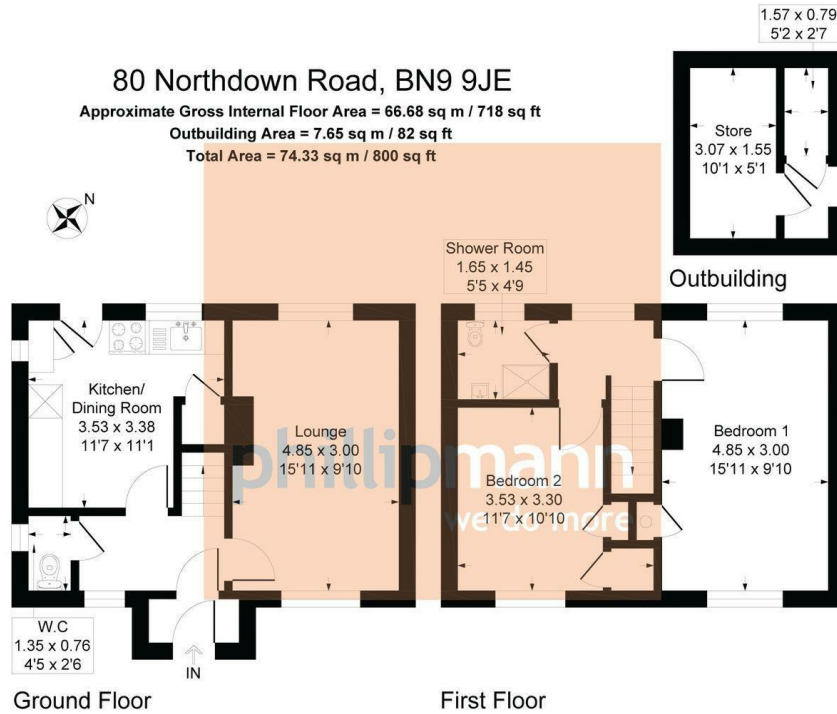 80 Northdown Road, BN9 9JE
Approximate Gross Internal Floor Area = 66.68 sq m / 718 sq ft
Outbuilding Area = 7.65 sq m / 82 sq ft
Total Area = 74.33 sq m / 800 sq ft
1.57 x 0.79
5'2 x 2'7
Store
3.07 x 1.55
10'1 x 5'1
Outbuilding
N
Kitchen/
Dining Room
3.53 x 3.38
11'7 x 11'1
Lounge
4.85 x 3.00
15'11 x 9'10
W.C
1.35 x 0.76
4'5 x 2'6
IN
Ground Floor
Shower Room
1.65 x 1.45
5'5 x 4'9
Bedroom 2
3.53 x 3.30
11'7 x 10'10
Bedroom 1
4.85 x 3.00
15'11 x 9'10
First Floor
phillipmann
we do more